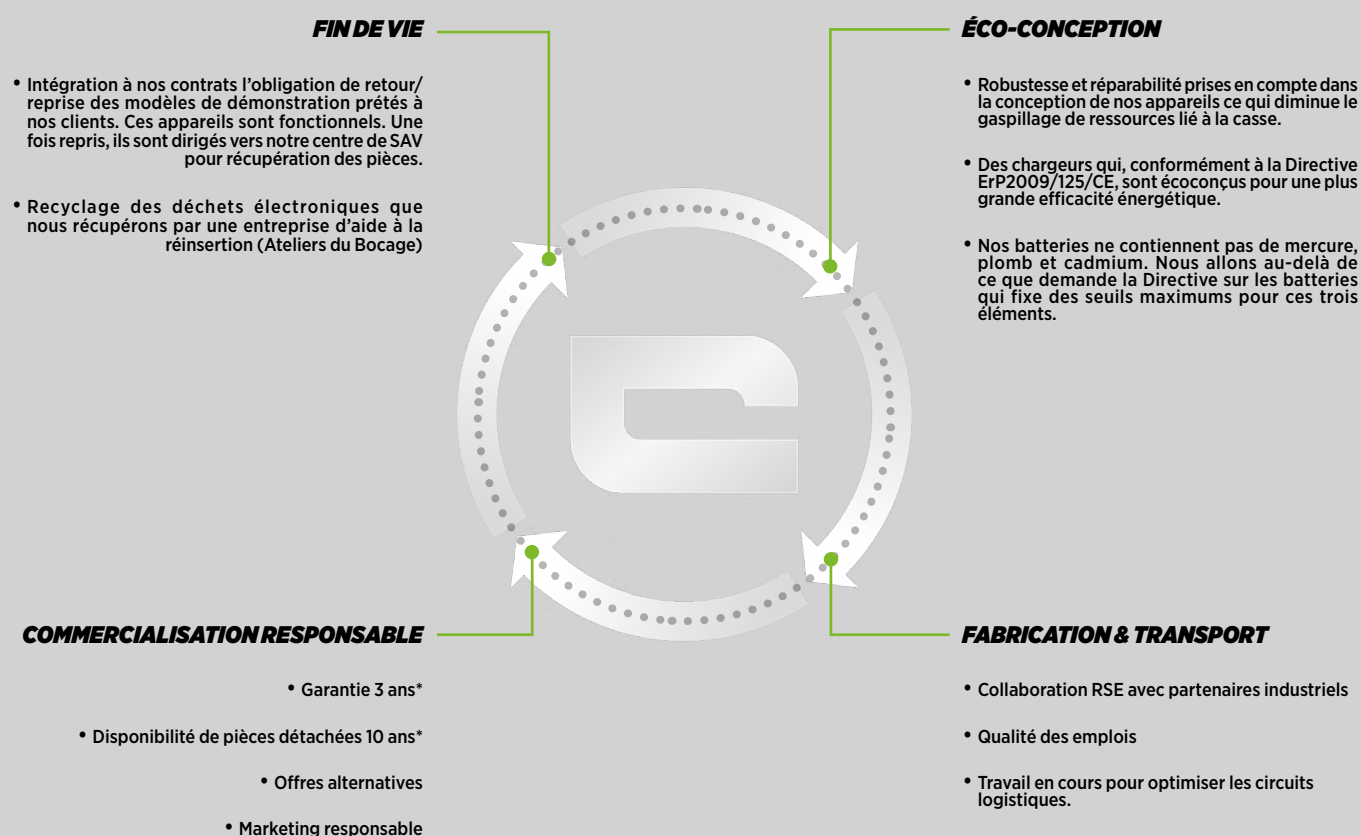 FIN DE VIE
• Intégration à nos contrats l'obligation de retour/
reprise des modèles de démonstration prétés à
nos clients. Ces appareils sont fonctionnels. Une
fois repris, ils sont dirigés vers notre centre de SAV
pour récupération des pièces.
• Recyclage des déchets électroniques que
nous récupérons par une entreprise d'aide à la
réinsertion (Ateliers du Bocage)
ÉCO-CONCEPTION
• Robustesse et réparabilité prises en compte dans
la conception de nos appareils ce qui diminue le
gaspillage de ressources lié à la casse.
• Des chargeurs qui, conformément à la Directive
ErP2009/125/CE, sont écoconçus pour une plus
grande efficacité énergétique.
• Nos batteries ne contiennent pas de mercure,
plomb et cadmium. Nous allons au-delà de
ce que demande la Directive sur les batteries
qui fixe des seuils maximums pour ces trois
éléments.
COMMERCIALISATION RESPONSABLE
• Garantie 3 ans*
• Disponibilité de pièces détachées 10 ans*
• Offres alternatives
• Marketing responsable
FABRICATION & TRANSPORT
• Collaboration RSE avec partenaires industriels
• Qualité des emplois
• Travail en cours pour optimiser les circuits
logistiques.